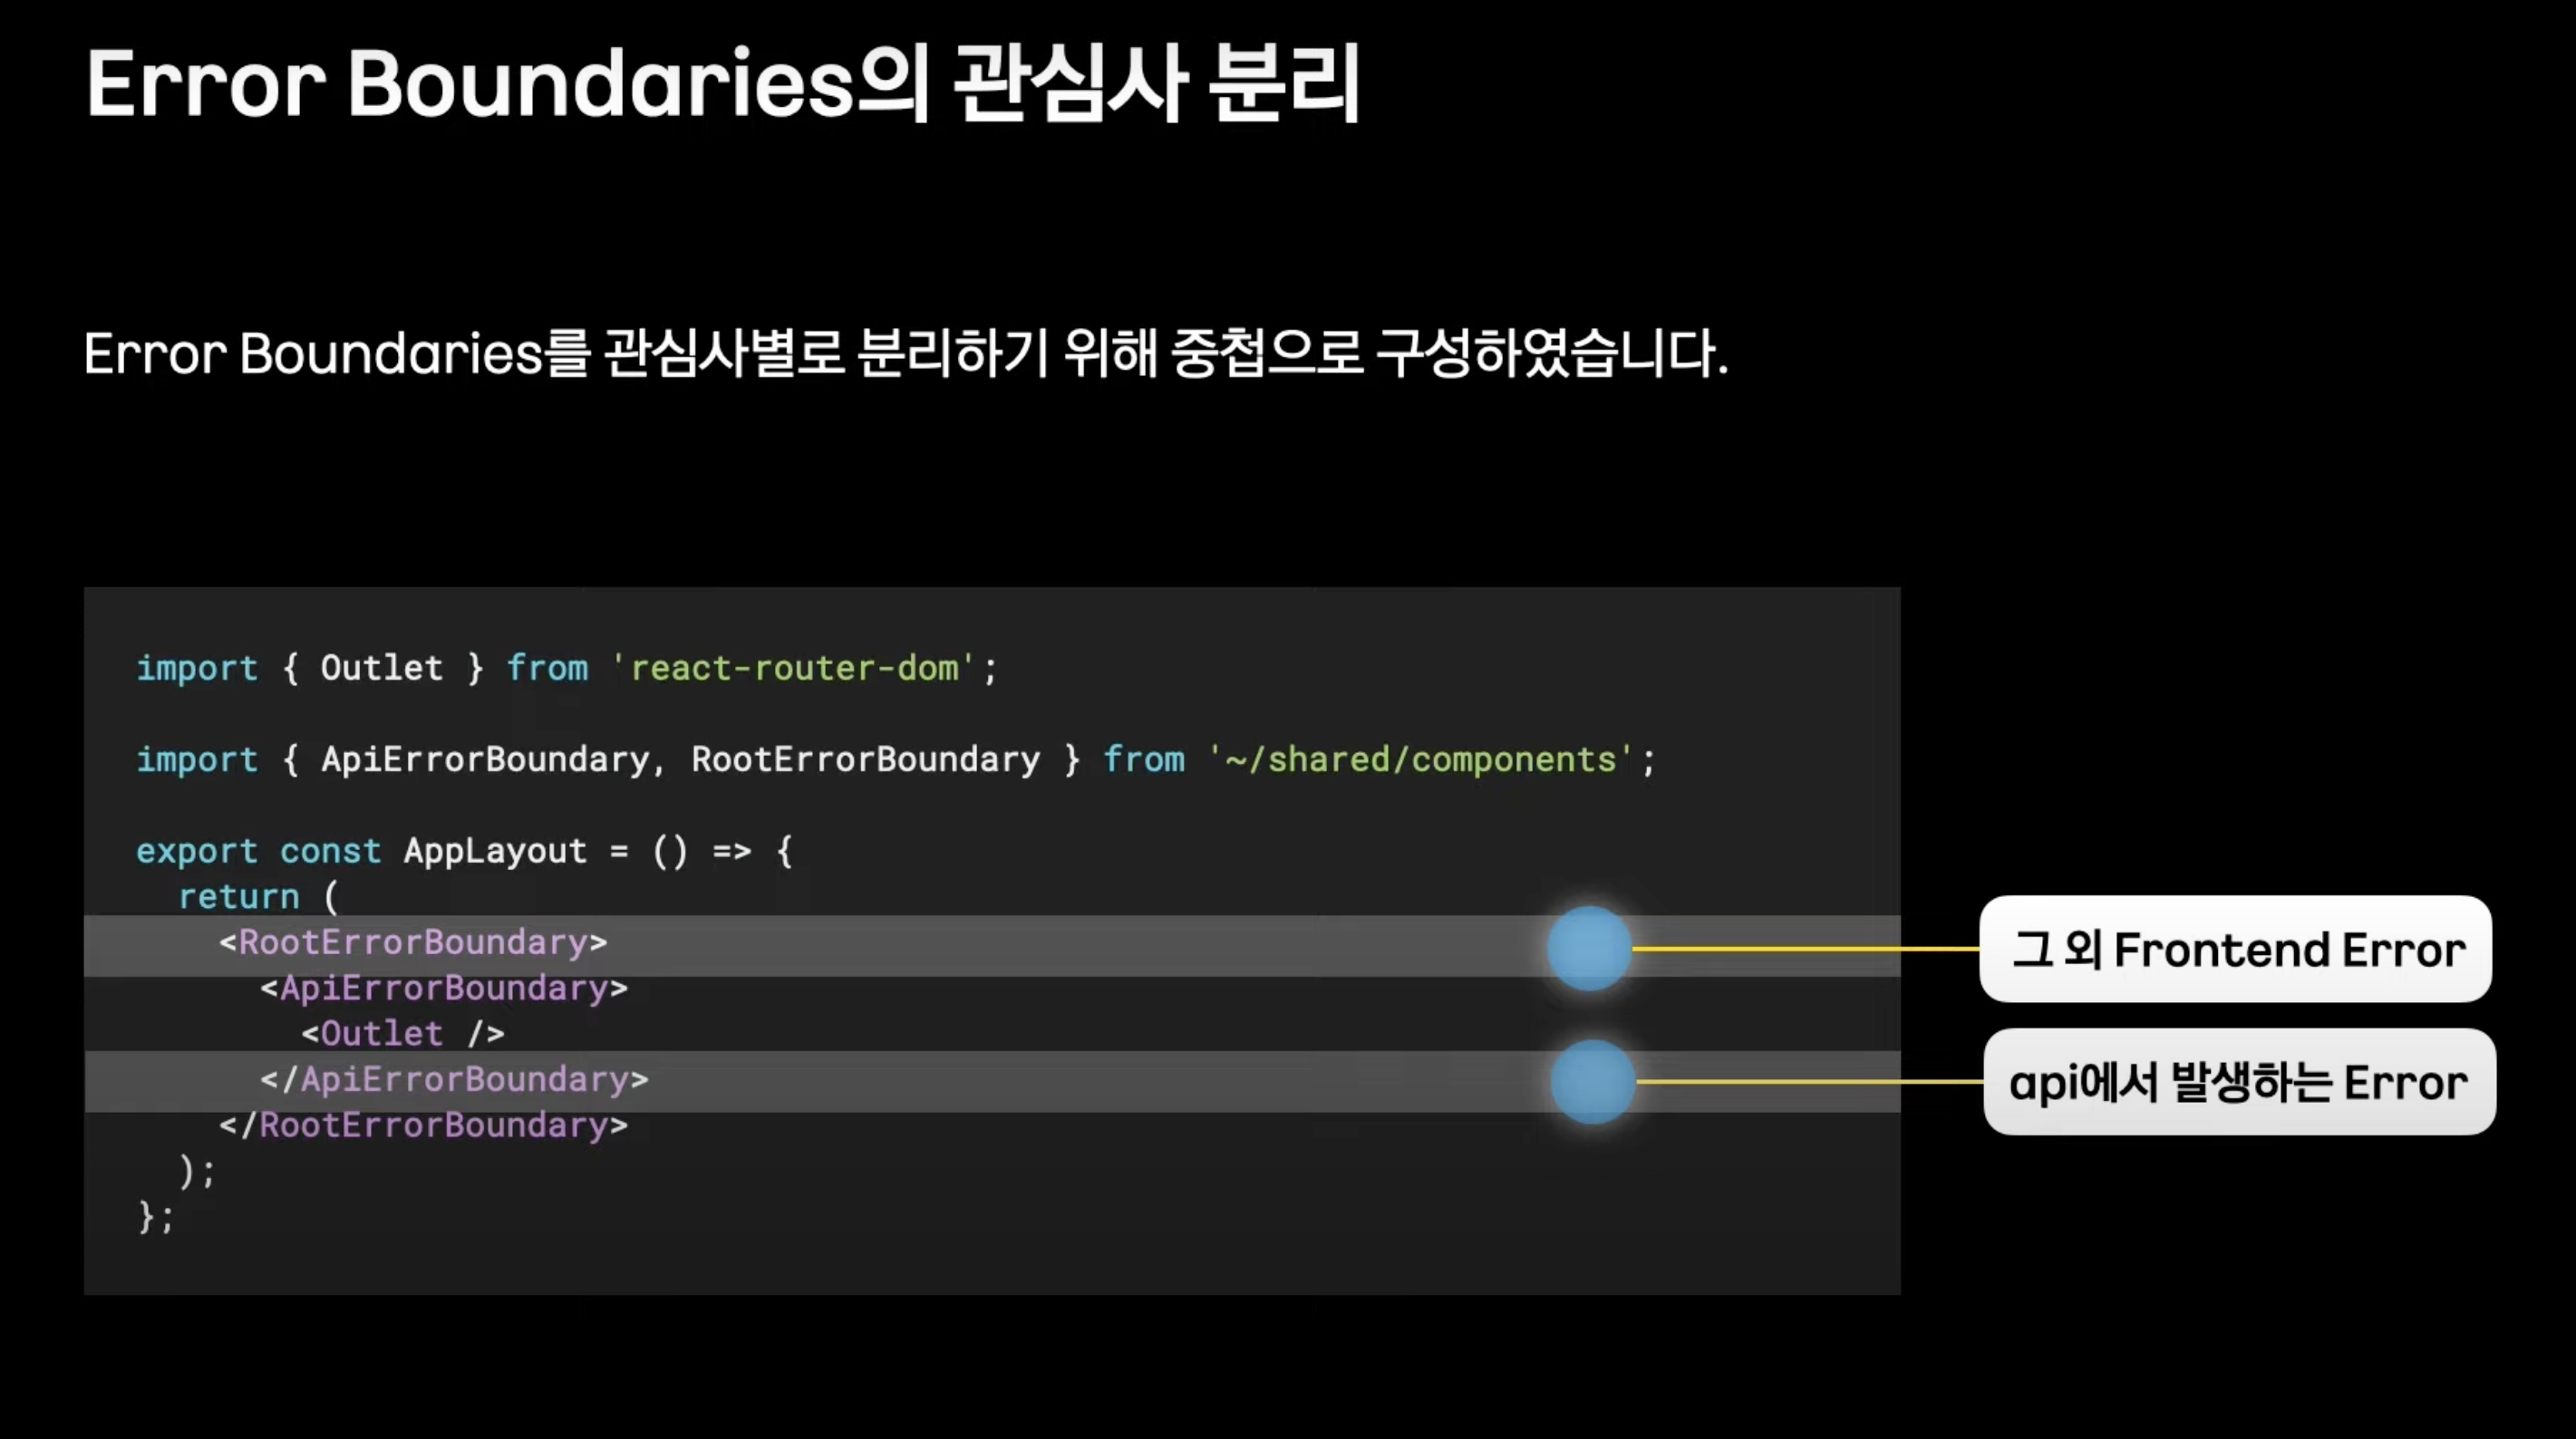 Error Boundaries의 관심사 분리
Error Boundaries를 관심사별로 분리하기 위해 중첩으로 구성하였습니다.
import { Outlet } from 'react-router-dom';
import { ApiErrorBoundary, RootErrorBoundary } from '~/shared/components';
export const AppLayout = () => {
return (
<RootErrorBoundary>
그 외 Frontend Error
<ApiErrorBoundary>
<Outlet />
</ApiErrorBoundary>
api에서 발생하는 Error
</RootErrorBoundary>
);
};